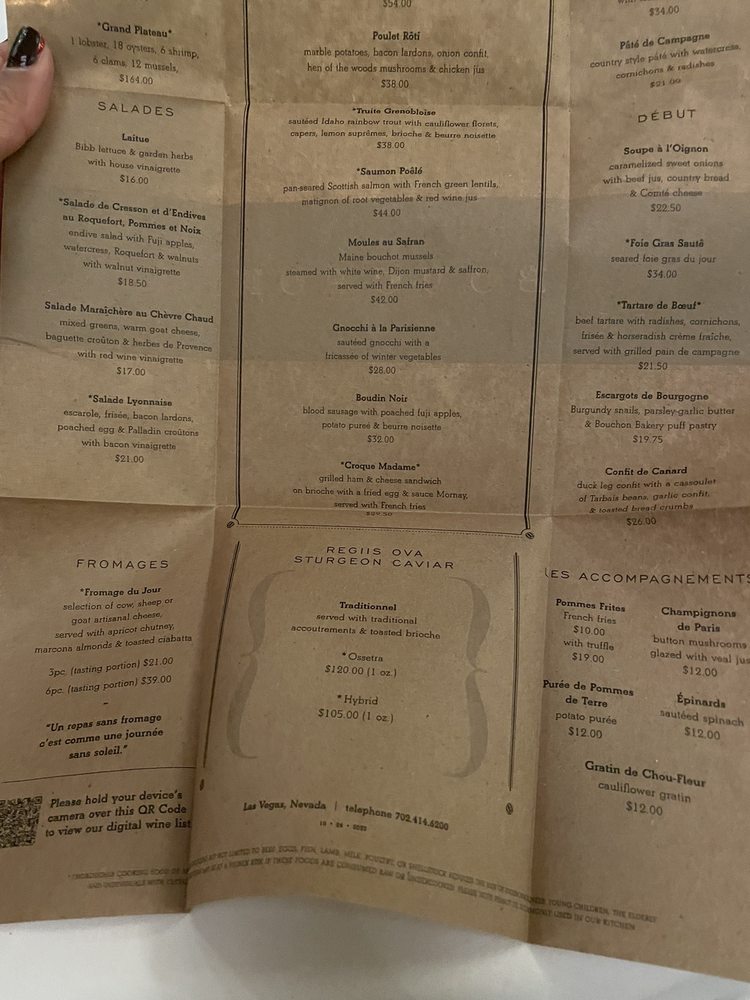 *Grand Plateau*
1 lobster, 18 oysters, 6 shrimp,
6 clams, 12 mussels,
$164.00
SALADES
Laitue
Bibb lettuce & garden herbs
with house vinaigrette
$16.00
*Salade de Cresson et d'Endives
au Roquefort, Pommes et Noix
endive salad with Fuji apples,
watercress, Roquefort & walnuts
with walnut vinaigrette
$18.50
Salade Maraîchère au Chèvre Chaud
mixed greens, warm goat cheese,
baguette croûton & herbes de Provence
with red wine vinaigrette
$17.00
*Salade Lyonnaise
escarole, frisée, bacon lardons,
poached egg & Palladin croûtons
with bacon vinaigrette
$21.00
FROMAGES
*Fromage du Jour
selection of cow, sheep or
goat artisanal cheese,
served with apricot chutney,
marcona almonds & toasted ciabatta
3pc. (tasting portion) $21.00
6pc. (tasting portion) $39.00
–
"Un repas sans fromage
c'est comme une journée
sans soleil."
Please hold your device's
camera over this QR Code
to view our digital wine list
$54.00
Poulet Rôti
marble potatoes, bacon lardons, onion confit,
hen of the woods mushrooms & chicken jus
$38.00
*Truite Grenobloise
sautéed Idaho rainbow trout with cauliflower florets,
capers, lemon suprêmes, brioche & beurre noisette
$38.00
*Saumon Poêlé
pan-seared Scottish salmon with French green lentils,
matignon of root vegetables & red wine jus
$44.00
Moules au Safran
Maine bouchot mussels
steamed with white wine, Dijon mustard & saffron,
served with French fries
$42.00
Gnocchi à la Parisienne
sautéed gnocchi with a
fricassée of winter vegetables
$28.00
Boudin Noir
blood sausage with poached fuji apples,
potato purée & beurre noisette
$32.00
*Croque Madame*
grilled ham & cheese sandwich
on brioche with a fried egg & sauce Mornay,
served with French fries
REGIIS OVA
STURGEON CAVIAR
Traditionnel
served with traditional
accoutrements & toasted brioche
*Ossetra
$120.00 (1 oz.)
*Hybrid
$105.00 (1 oz.)
Las Vegas, Nevada | telephone 702.414.6200
$34.00
Pâté de Campagne
country style pâté with watercress,
cornichons & radishes
$21.00
DÉBUT
Soupe à l'Oignon
caramelized sweet onions
with beef jus, country bread
& Comté cheese
$22.50
*Foie Gras Sauté
seared foie gras du jour
$34.00
*Tartare de Bœuf*
beef tartare with radishes, cornichons,
frisée & horseradish crème fraîche,
served with grilled pain de campagne
$21.50
Escargots de Bourgogne
Burgundy snails, parsley-garlic butter
& Bouchon Bakery puff pastry
$19.75
Confit de Canard
duck leg confit with a cassoulet
of Tarbais beans, garlic confit,
& toasted bread crumbs
$26.00
LES ACCOMPAGNEMENTS
Pommes Frites
French fries
$10.00
with truffle
$19.00
Champignons
de Paris
button mushrooms
glazed with veal jus
$12.00
Purée de Pommes
de Terre
potato purée
$12.00
Épinards
sautéed spinach
$12.00
Gratin de Chou-Fleur
cauliflower gratin
$12.00